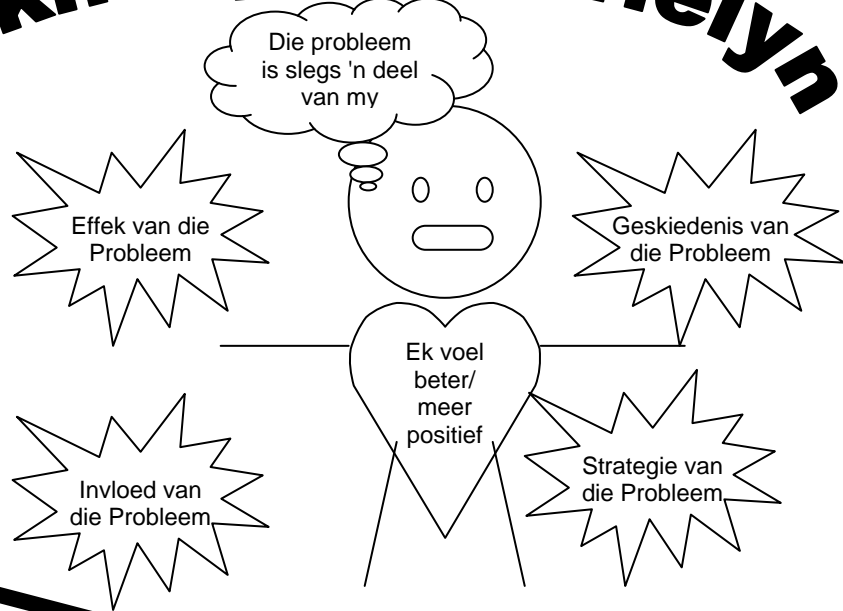 Die probleem
is slegs 'n deel
van my
Effek van die
Probleem
Geskiedenis van
die Probleem
Ek voel
beter/
meer
positief
Invloed van
die Probleem
Strategie van
die Probleem